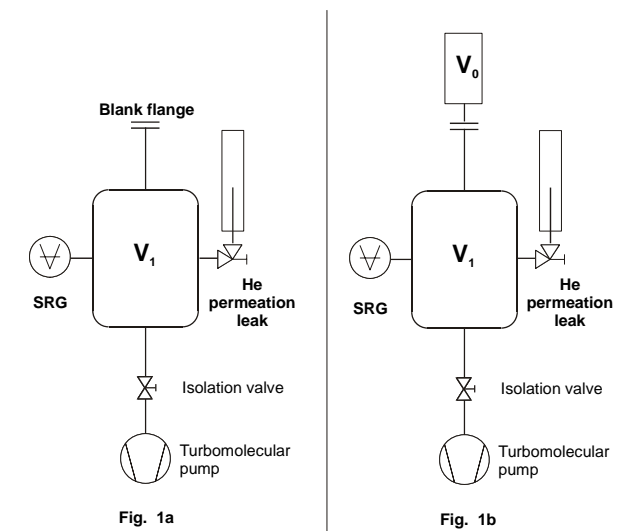 Blank flange
V1
SRG
He
permeation
leak
Isolation valve
Turbomolecular
pump
Fig. 1a
V0
V1
SRG
He
permeation
leak
Isolation valve
Turbomolecular
pump
Fig. 1b